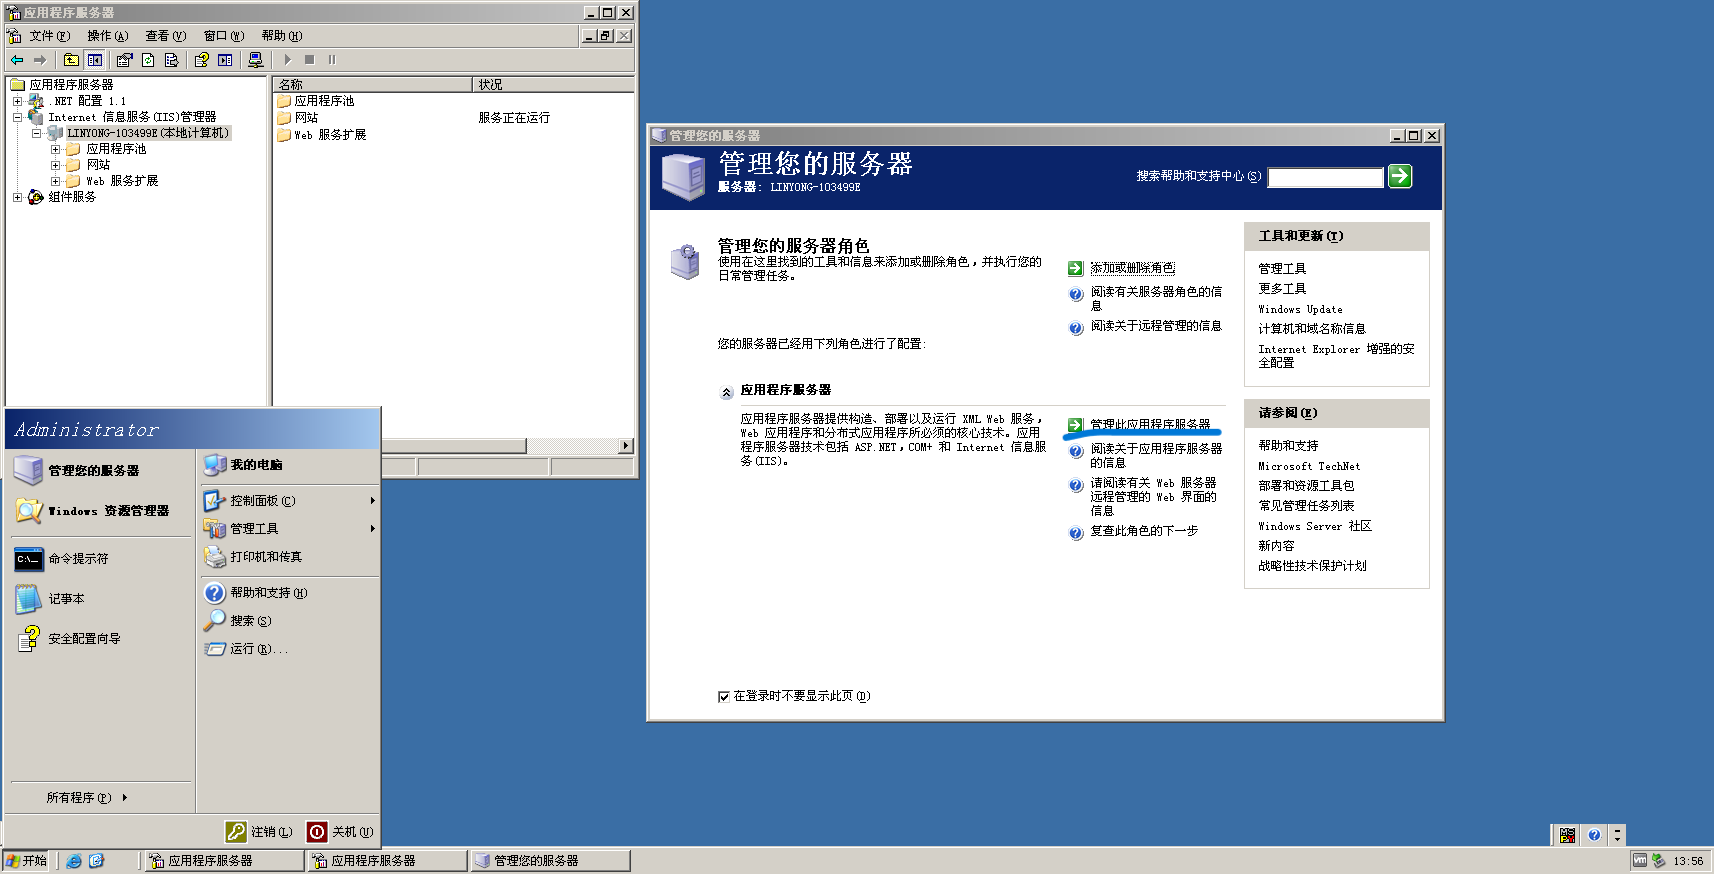 应用程序服务器
文件(F) 操作(A) 查看(V) 窗口(W) 帮助(H)
应用程序服务器
.NET 配置 1.1
Internet 信息服务(IIS)管理器
LINYONG-103499E(本地计算机)
应用程序池
网站
Web 服务扩展
组件服务
名称 状况
应用程序池
网站 服务正在运行
Web 服务扩展
管理您的服务器
管理您的服务器
服务器: LINYONG-103499E
搜索帮助和支持中心(S)
管理您的服务器角色
使用在这里找到的工具和信息来添加或删除角色，并执行您的
日常管理任务。
添加或删除角色
阅读有关服务器角色的信
息
阅读关于远程管理的信息
您的服务器已经用下列角色进行了配置:
应用程序服务器
应用程序服务器提供构造、部署以及运行 XML Web 服务，
Web 应用程序和分布式应用程序所必须的核心技术。应用
程序服务器技术包括 ASP.NET，COM+ 和 Internet 信息服
务(IIS)。
管理此应用程序服务器
阅读关于应用程序服务器
的信息
请阅读有关 Web 服务器
远程管理的 Web 界面的
信息
复查此角色的下一步
在登录时不要显示此页(D)
工具和更新(T)
管理工具
更多工具
Windows Update
计算机和域名称信息
Internet Explorer 增强的安
全配置
请参阅(E)
帮助和支持
Microsoft TechNet
部署和资源工具包
常见管理任务列表
Windows Server 社区
新内容
战略性技术保护计划
Administrator
管理您的服务器
Windows 资源管理器
C:\_
命令提示符
记事本
安全配置向导
所有程序(P)
我的电脑
控制面板(C)
管理工具
打印机和传真
帮助和支持(H)
搜索(S)
运行(R)...
注销(L) 关机(U)
开始
应用程序服务器
应用程序服务器
管理您的服务器
13:56